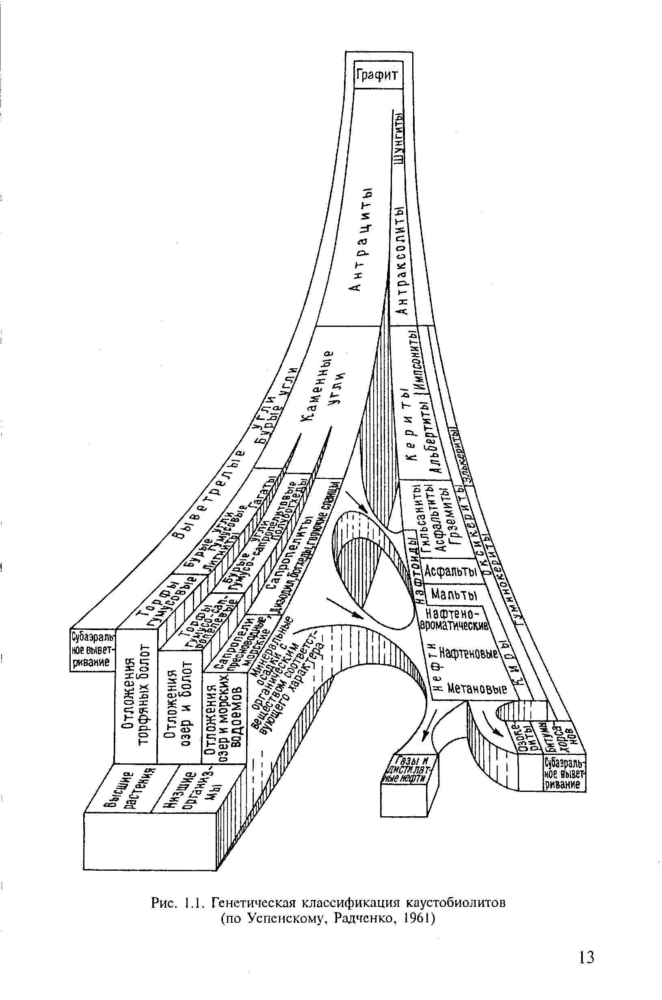 Графит
Шунгиты
Антрациты
Антраксолиты
Каменные
угли
Выветрелые угли
Бурые угли
Кериты
Импсониты
Альбертиты
Элькериты
Бурые угли
гумусовые
Лигниты
Гагаты
Бурые угли
гумусо-сапропелитовые
Полубогхеды
Сапропелиты
Дизодил, богхеды, горючие сланцы
Гильсаниты
Асфальтиты
Грэемиты
Нафтоиды
Асфальты
Мальты
Оксикериты
Гуминокериты
Торфы
гумусовые
Торфы
гумусо-сап-
ропелевые
Сапропели
пресноводные,
морские
Минеральные
осадки с
органическим
веществом соответст-
вующего характера
Нефти
Нафтено-
ароматические
Нафтеновые
Метановые
Киры
Субаэраль-
ное вывет-
ривание
Отложения
торфяных болот
Отложения
озер и болот
Отложения
озер и морских
водоемов
Высшие
растения
Низшие
организ-
мы
Газы и
дистилят-
ные нефти
Озоке-
риты
Битумы
хорса-
нов
Субаэраль-
ное вывет-
ривание
Рис. 1.1. Генетическая классификация каустобиолитов
(по Успенскому, Радченко, 1961)
13